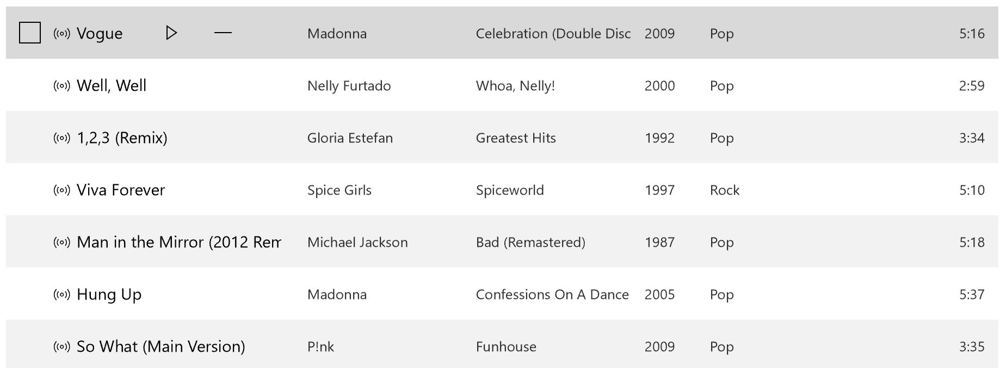 Vogue Madonna Celebration (Double Disc 2009 Pop 5:16
Well, Well Nelly Furtado Whoa, Nelly! 2000 Pop 2:59
1,2,3 (Remix) Gloria Estefan Greatest Hits 1992 Pop 3:34
Viva Forever Spice Girls Spiceworld 1997 Rock 5:10
Man in the Mirror (2012 Rem Michael Jackson Bad (Remastered) 1987 Pop 5:18
Hung Up Madonna Confessions On A Dance 2005 Pop 5:37
So What (Main Version) P!nk Funhouse 2009 Pop 3:35